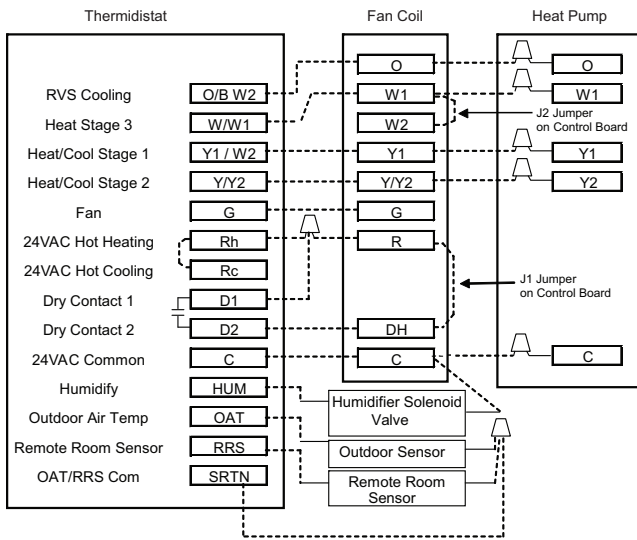 Thermidistat
Fan Coil
Heat Pump
O
O
RVS Cooling
O/B W2
W1
W1
Heat Stage 3
W/W1
W2
J2 Jumper
on Control Board
Heat/Cool Stage 1
Y1 / W2
Y1
Y1
Heat/Cool Stage 2
Y/Y2
Y/Y2
Y2
Fan
G
G
24VAC Hot Heating
Rh
R
24VAC Hot Cooling
Rc
J1 Jumper
on Control Board
Dry Contact 1
D1
Dry Contact 2
D2
DH
24VAC Common
C
C
C
Humidify
HUM
Humidifier Solenoid
Valve
Outdoor Air Temp
OAT
Outdoor Sensor
Remote Room Sensor
RRS
Remote Room
Sensor
OAT/RRS Com
SRTN